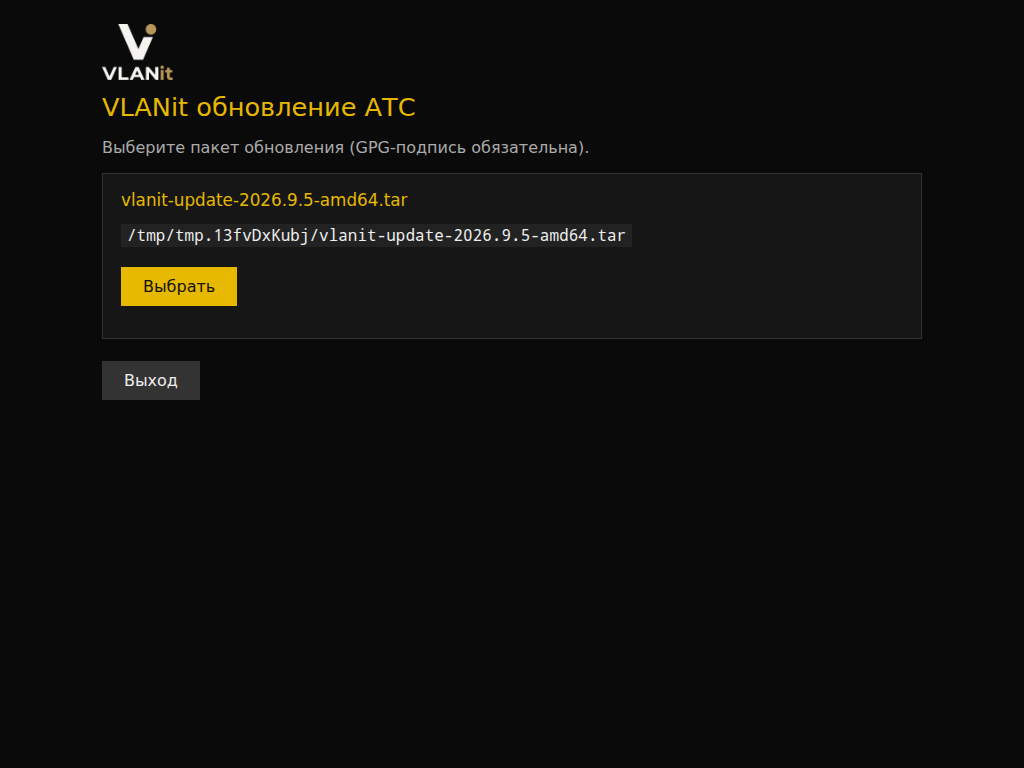 VLANit
VLANit обновление АТС
Выберите пакет обновления (GPG-подпись обязательна).
vlanit-update-2026.9.5-amd64.tar
/tmp/tmp.13fvDxKubj/vlanit-update-2026.9.5-amd64.tar
Выбрать
Выход